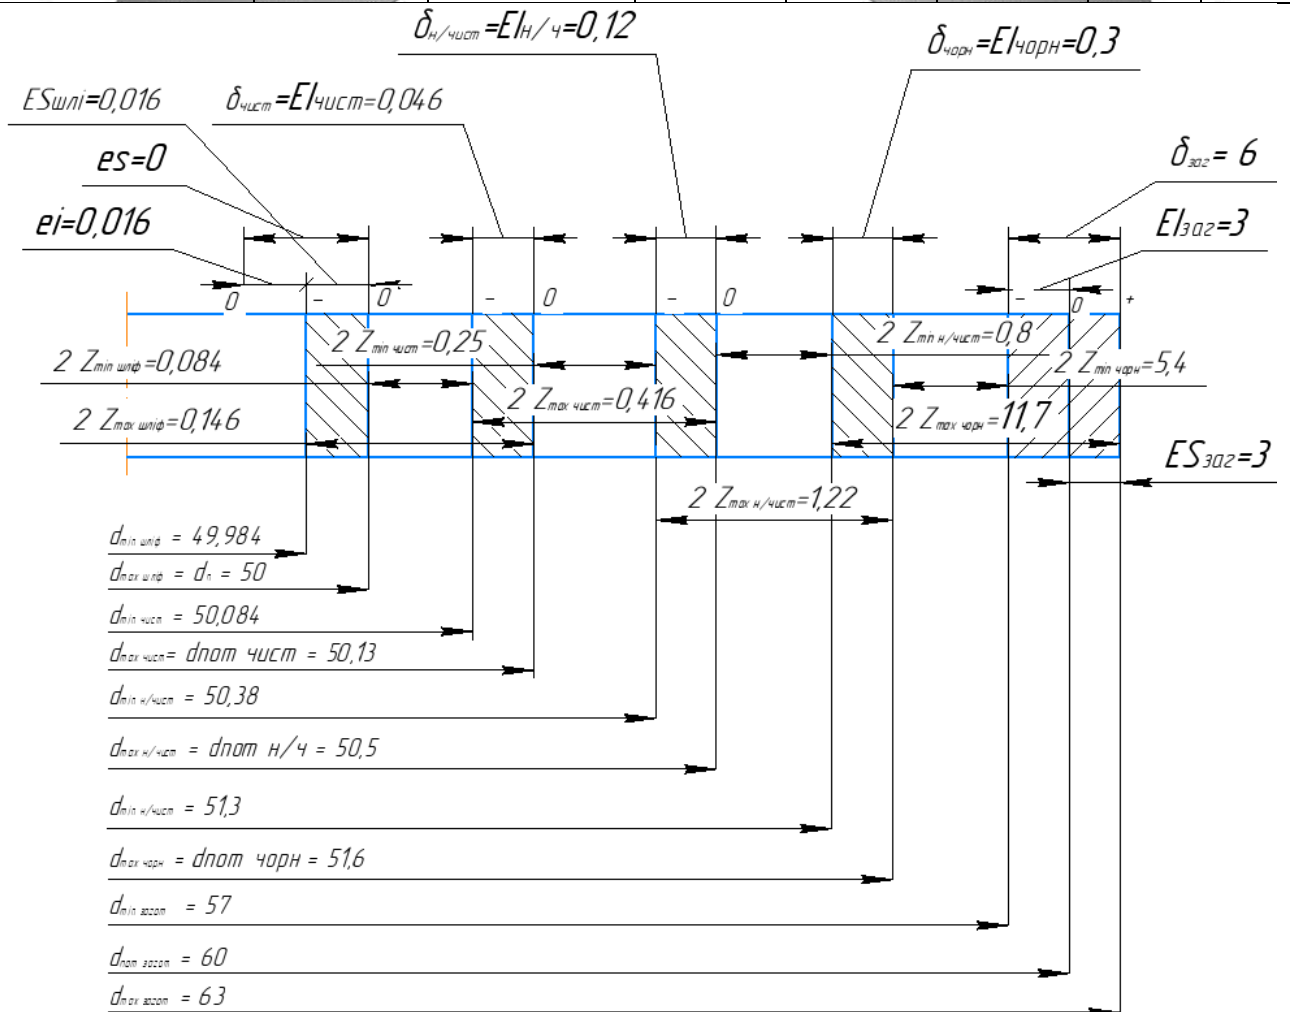 δн/чист=EIн/ч=0,12
δчорн=EIчорн=0,3
ESшлі=0,016
δчист=EIчист=0,046
es=0
δзаг= 6
ei=0,016
EIзаг=3
0 – 0 – 0 – 0 – 0 +
2 Zmin чист=0,25
2 Zmin н/чист=0,8
2 Zmin шліф=0,084
2 Zmin чорн=5,4
2 Zmax чист=0,416
2 Zmax шліф=0,146
2 Zmax чорн=11,7
ESзаг=3
2 Zmax н/чист=1,22
dmin шліф = 49,984
dmax шліф = dп = 50
dmin чист = 50,084
dmax чист= dпот чист = 50,13
dmin н/чист = 50,38
dmax н/чист = dпот н/ч = 50,5
dmin н/чист = 51,3
dmax чорн = dпот чорн = 51,6
dmin загот = 57
dпот загот = 60
dmax загот = 63